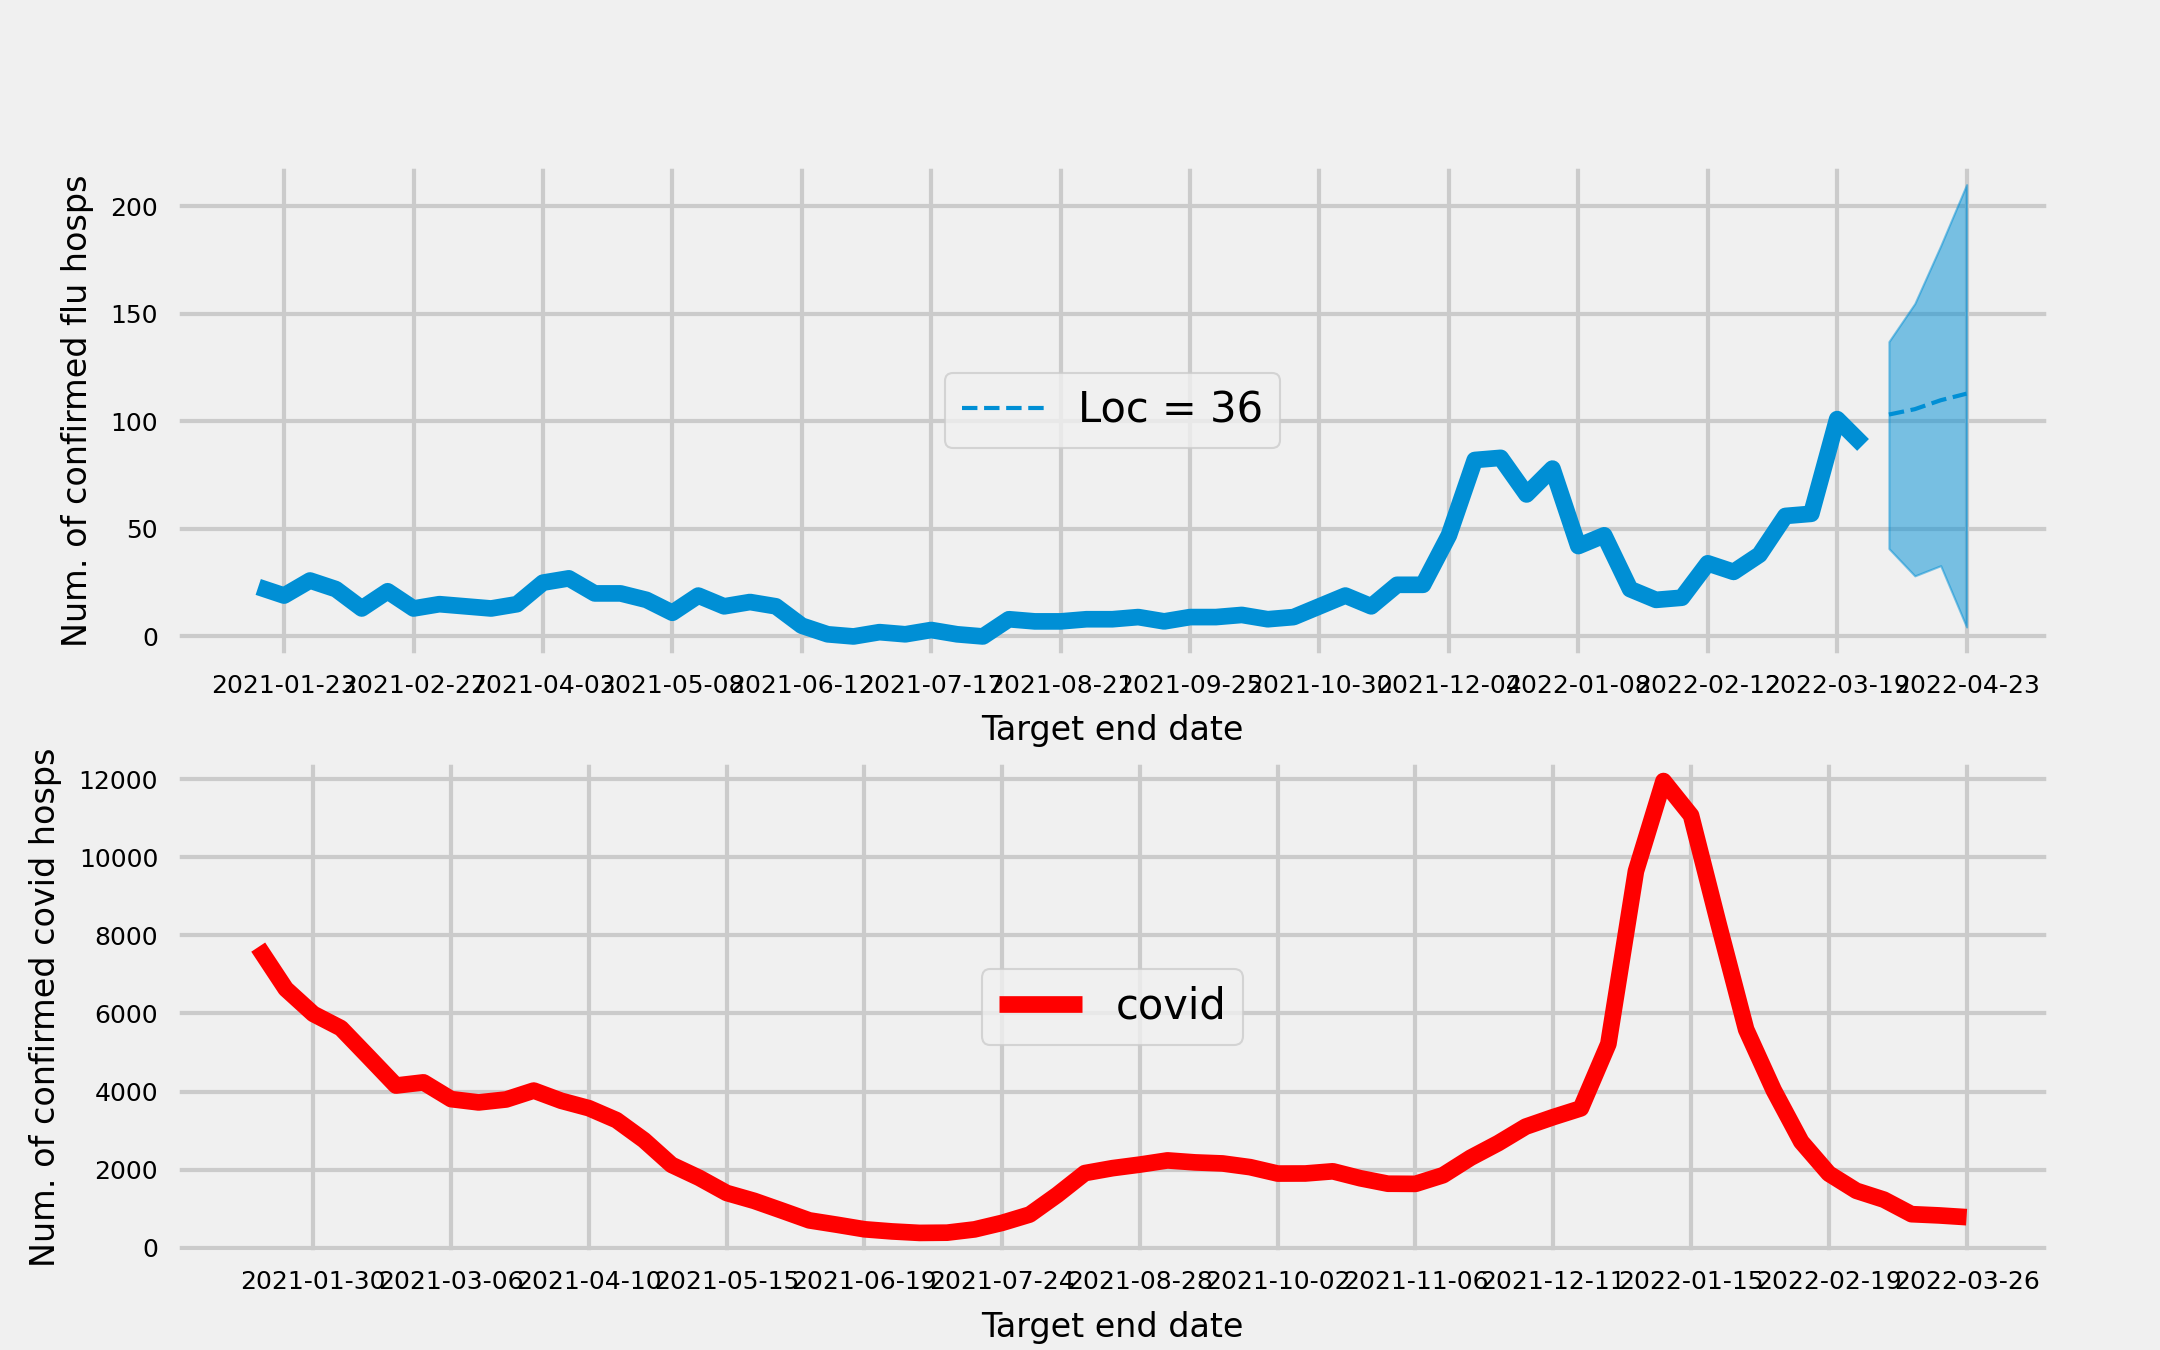 Num. of confirmed flu hosps
200
150
100
50
0
Loc = 36
2021-01-23 2021-02-27 2021-04-03 2021-05-08 2021-06-12 2021-07-17 2021-08-21 2021-09-25 2021-10-30 2021-12-04 2022-01-08 2022-02-12 2022-03-19 2022-04-23
Target end date
Num. of confirmed covid hosps
12000
10000
8000
6000
4000
2000
0
covid
2021-01-30 2021-03-06 2021-04-10 2021-05-15 2021-06-19 2021-07-24 2021-08-28 2021-10-02 2021-11-06 2021-12-11 2022-01-15 2022-02-19 2022-03-26
Target end date